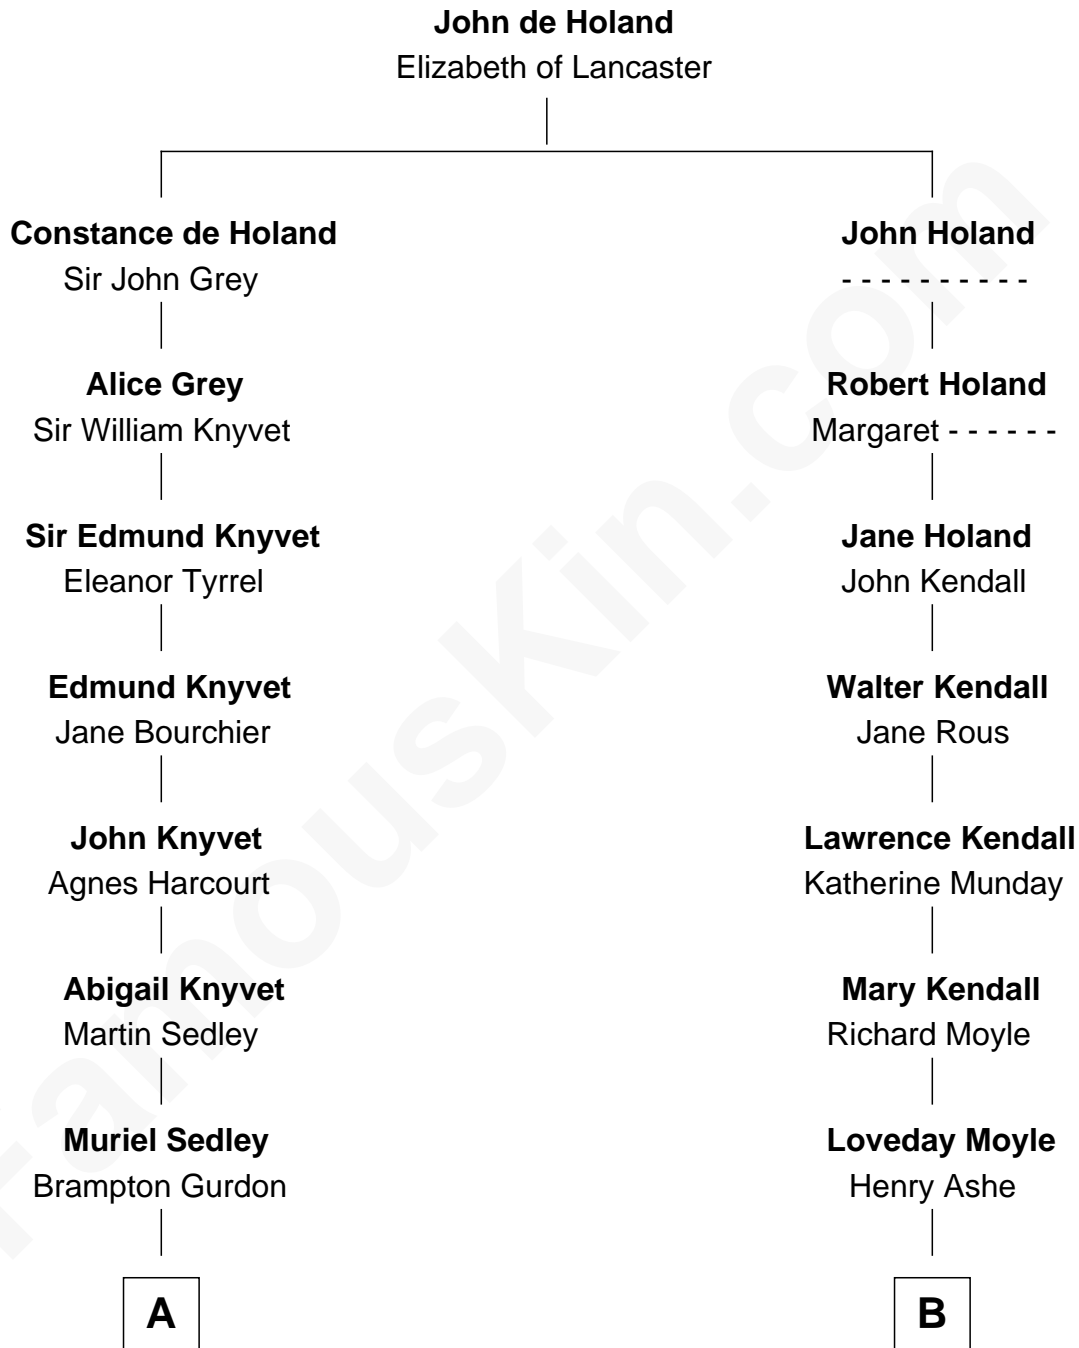 John de Holand
Elizabeth of Lancaster
Constance de Holand
Sir John Grey
John Holand
- - - - - - - - - -
Alice Grey
Sir William Knyvet
Robert Holand
Margaret - - - - - -
Sir Edmund Knyvet
Eleanor Tyrrel
Jane Holand
John Kendall
Edmund Knyvet
Jane Bourchier
Walter Kendall
Jane Rous
John Knyvet
Agnes Harcourt
Lawrence Kendall
Katherine Munday
Abigail Knyvet
Martin Sedley
Mary Kendall
Richard Moyle
Muriel Sedley
Brampton Gurdon
Loveday Moyle
Henry Ashe
A
B
FamousKin.com